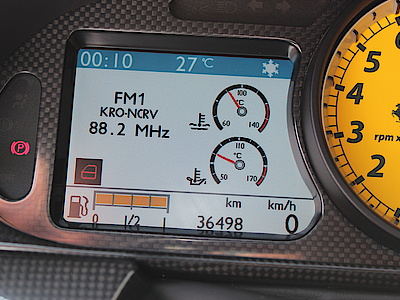 00:10 27 °C
FM1
KRO-NCRV
88.2 MHz
100
°C
60 140
110
°C
50 170
km km/h
0 1/2 1 36498 0
(P)
5
4
3
2
rpm x